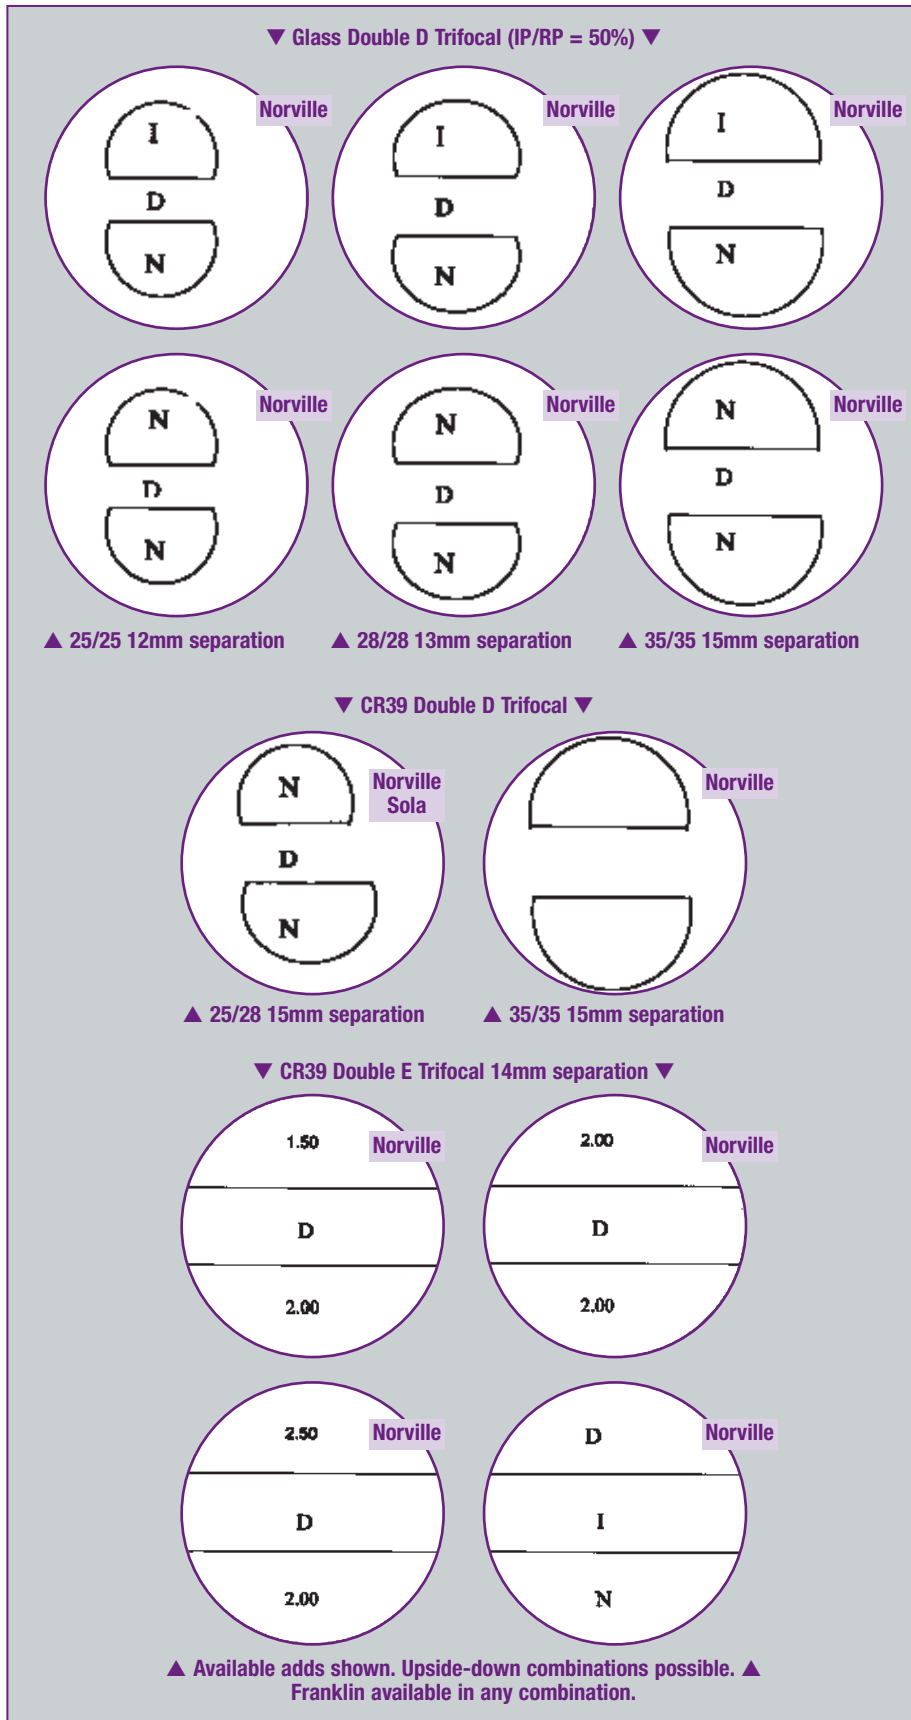 ▼ Glass Double D Trifocal (IP/RP = 50%) ▼
Norville
I
D
N
Norville
I
D
N
Norville
I
D
N
Norville
N
D
N
Norville
N
D
N
Norville
N
D
N
▲ 25/25 12mm separation
▲ 28/28 13mm separation
▲ 35/35 15mm separation
▼ CR39 Double D Trifocal ▼
Norville
Sola
N
D
N
Norville
▲ 25/28 15mm separation
▲ 35/35 15mm separation
▼ CR39 Double E Trifocal 14mm separation ▼
1.50
Norville
D
2.00
2.00
Norville
D
2.00
2.50
Norville
D
2.00
D
Norville
I
N
▲ Available adds shown. Upside-down combinations possible. ▲
Franklin available in any combination.